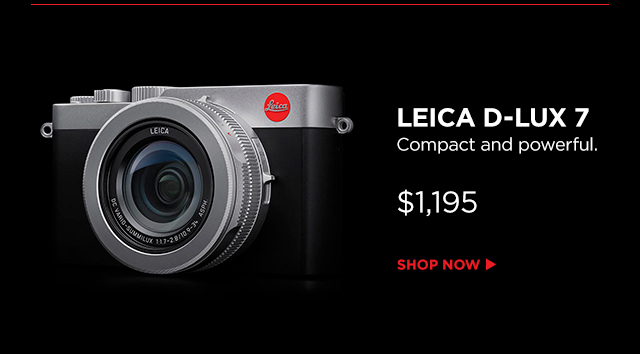 Leica
LEICA
DC VARIO-SUMMILUX 1:1.7-2.8/10.9-34 ASPH.
LEICA D-LUX 7
Compact and powerful.
$1,195
SHOP NOW